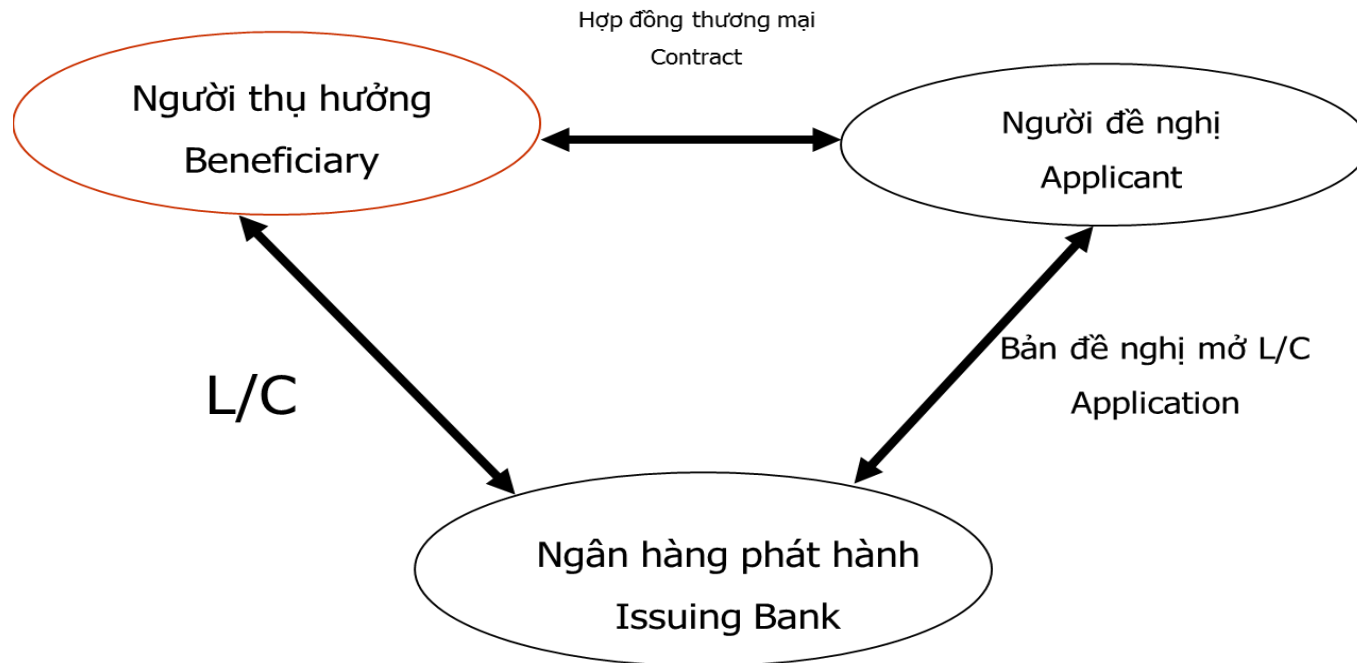 Hợp đồng thương mại
Contract
Người thụ hưởng
Beneficiary
Người đề nghị
Applicant
L/C
Bản đề nghị mở L/C
Application
Ngân hàng phát hành
Issuing Bank